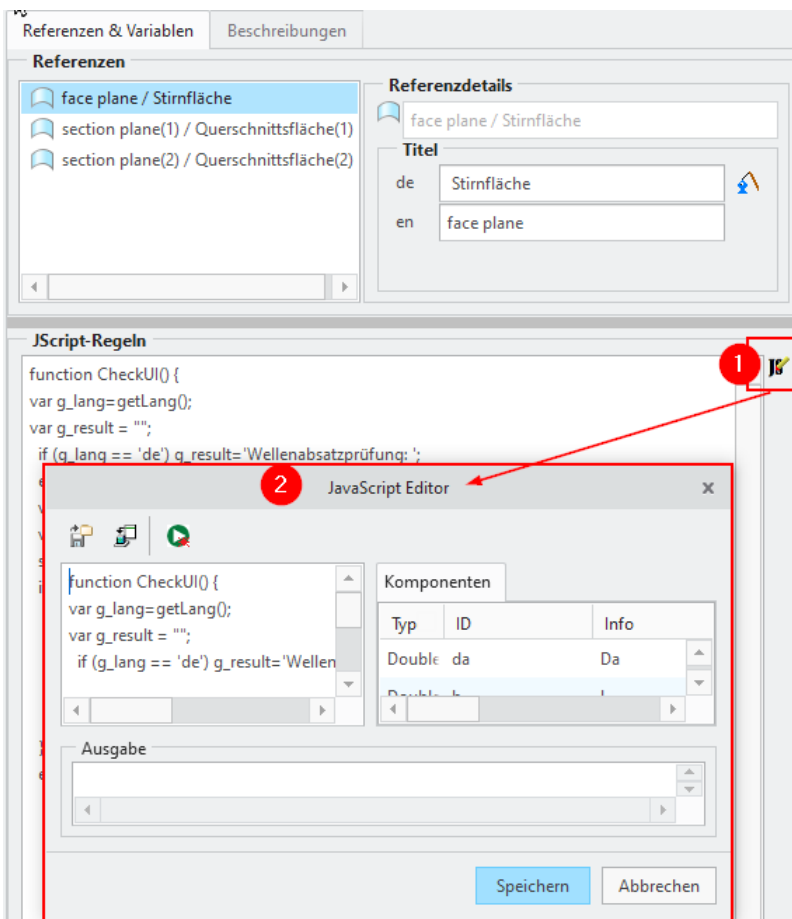 Referenzen & Variablen
Beschreibungen
Referenzen
face plane / Stirnfläche
section plane(1) / Querschnittsfläche(1)
section plane(2) / Querschnittsfläche(2)
Referenzdetails
face plane / Stirnfläche
Titel
de
Stirnfläche
en
face plane
JScript-Regeln
1
function CheckUI() {
var g_lang=getLang();
var g_result = "";
if (g_lang == 'de') g_result='Wellenabsatzprüfung: ';
2
JavaScript Editor
x
function CheckUI() {
var g_lang=getLang();
var g_result = "";
if (g_lang == 'de') g_result='Wellen
Komponenten
Typ ID Info
Double da Da
Ausgabe
Speichern
Abbrechen